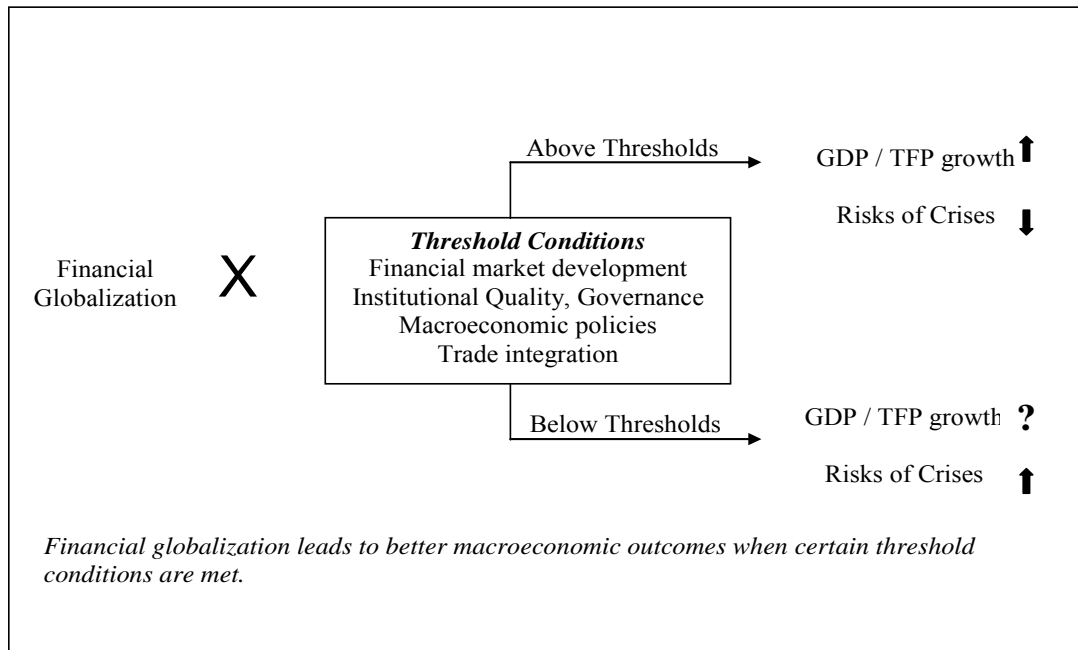 Above Thresholds
GDP / TFP growth
Risks of Crises
Financial
Globalization
X
Threshold Conditions
Financial market development
Institutional Quality, Governance
Macroeconomic policies
Trade integration
Below Thresholds
GDP / TFP growth ?
Risks of Crises
Financial globalization leads to better macroeconomic outcomes when certain threshold
conditions are met.